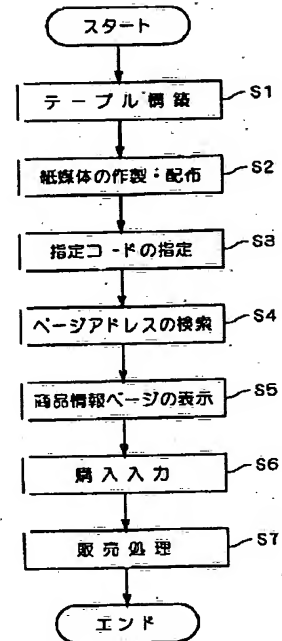 スタート
テーブル構築 S1
紙媒体の作製・配布 S2
指定コードの指定 S3
ページアドレスの検索 S4
商品情報ページの表示 S5
購入入力 S6
販売処理 S7
エンド